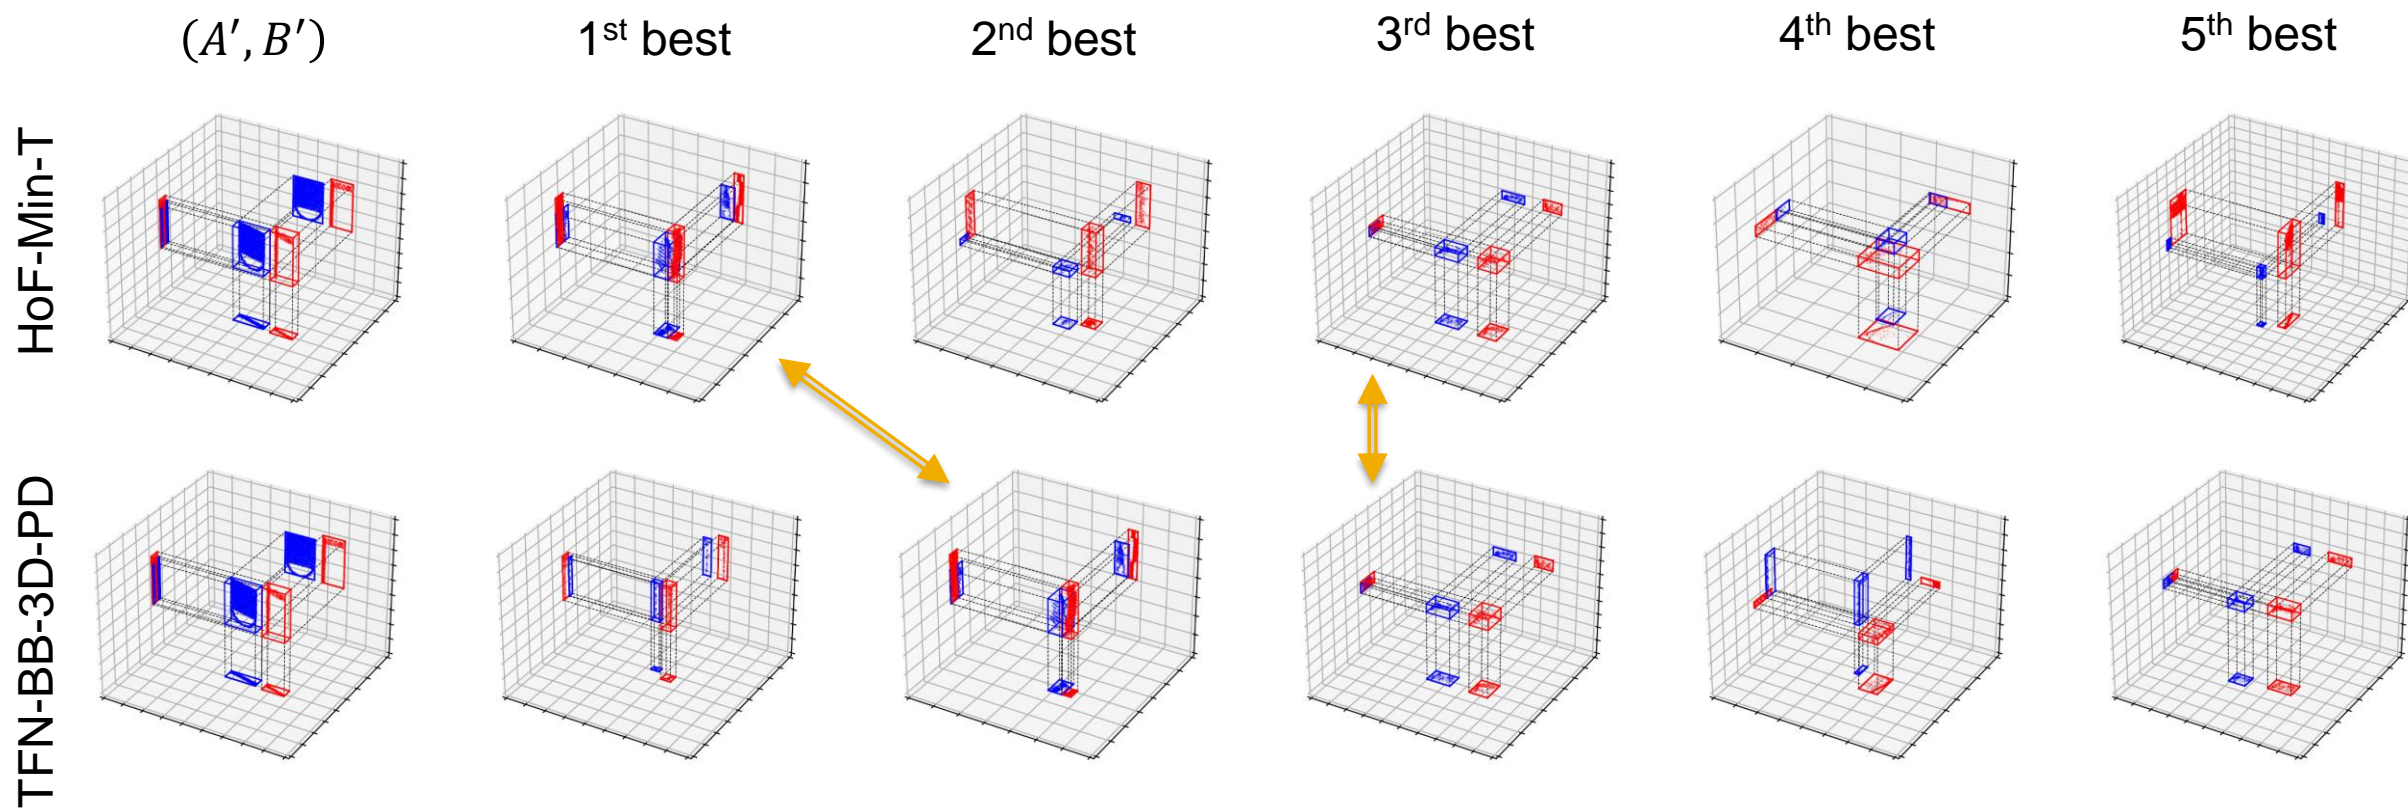 (A′, B′) 1st best 2nd best 3rd best 4th best 5th best
HoF-Min-T
TFN-BB-3D-PD